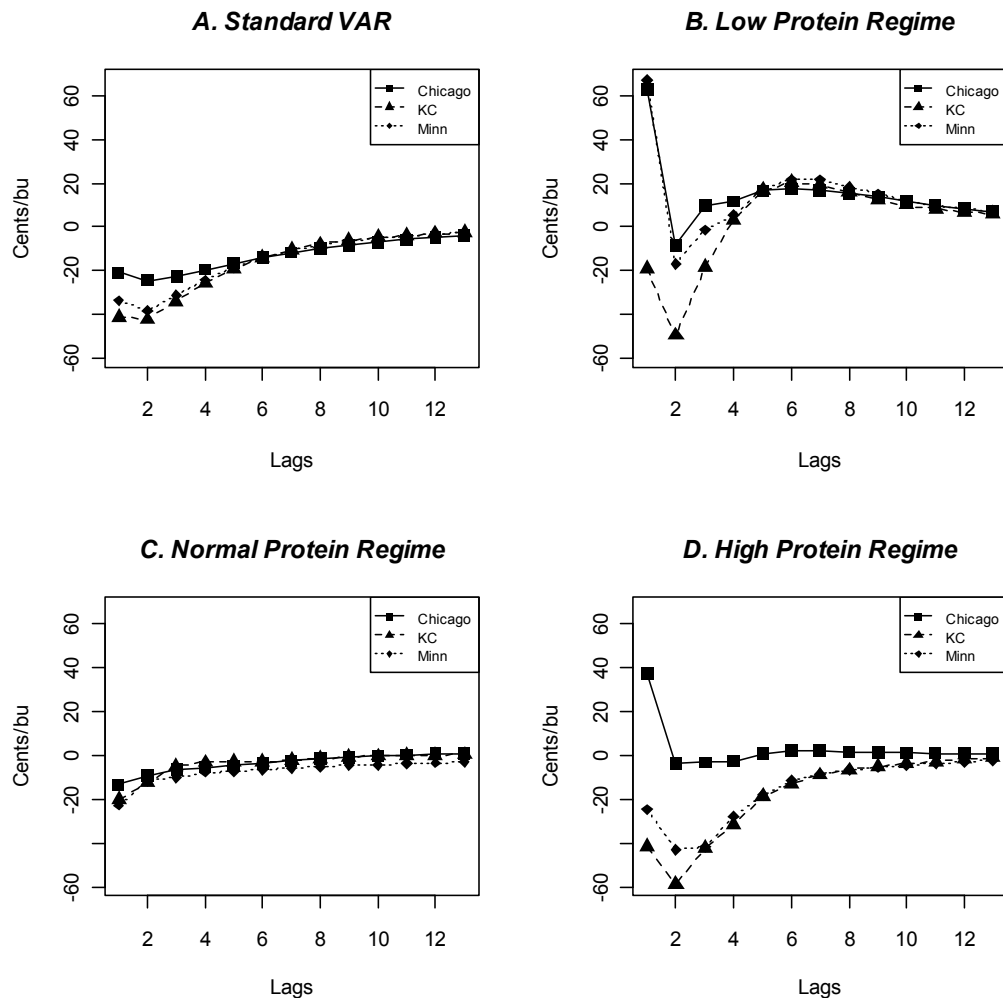 A. Standard VAR
Cents/bu
60
40
20
0
-20
-60
Chicago
KC
Minn
2 4 6 8 10 12
Lags
B. Low Protein Regime
Cents/bu
60
40
20
0
-20
-60
Chicago
KC
Minn
2 4 6 8 10 12
Lags
C. Normal Protein Regime
Cents/bu
60
40
20
0
-20
-60
Chicago
KC
Minn
2 4 6 8 10 12
Lags
D. High Protein Regime
Cents/bu
60
40
20
0
-20
-60
Chicago
KC
Minn
2 4 6 8 10 12
Lags